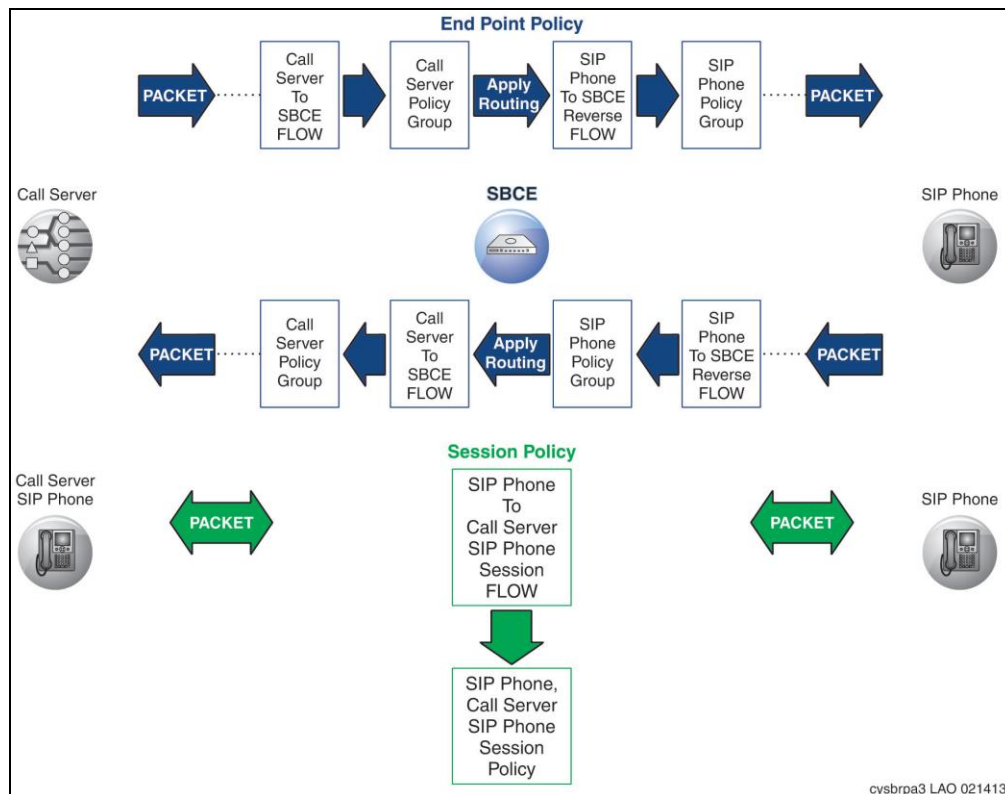 End Point Policy
PACKET
Call
Server
To
SBCE
FLOW
Call
Server
Policy
Group
Apply
Routing
SIP
Phone
To SBCE
Reverse
FLOW
SIP
Phone
Policy
Group
PACKET
Call Server
SBCE
SIP Phone
PACKET
Call
Server
Policy
Group
Call
Server
To
SBCE
FLOW
Apply
Routing
SIP
Phone
Policy
Group
SIP
Phone
To SBCE
Reverse
FLOW
PACKET
Session Policy
Call Server
SIP Phone
PACKET
SIP Phone
To
Call Server
SIP Phone
Session
FLOW
PACKET
SIP Phone
SIP Phone,
Call Server
SIP Phone
Session
Policy
cysbrpa3 LAO 021413